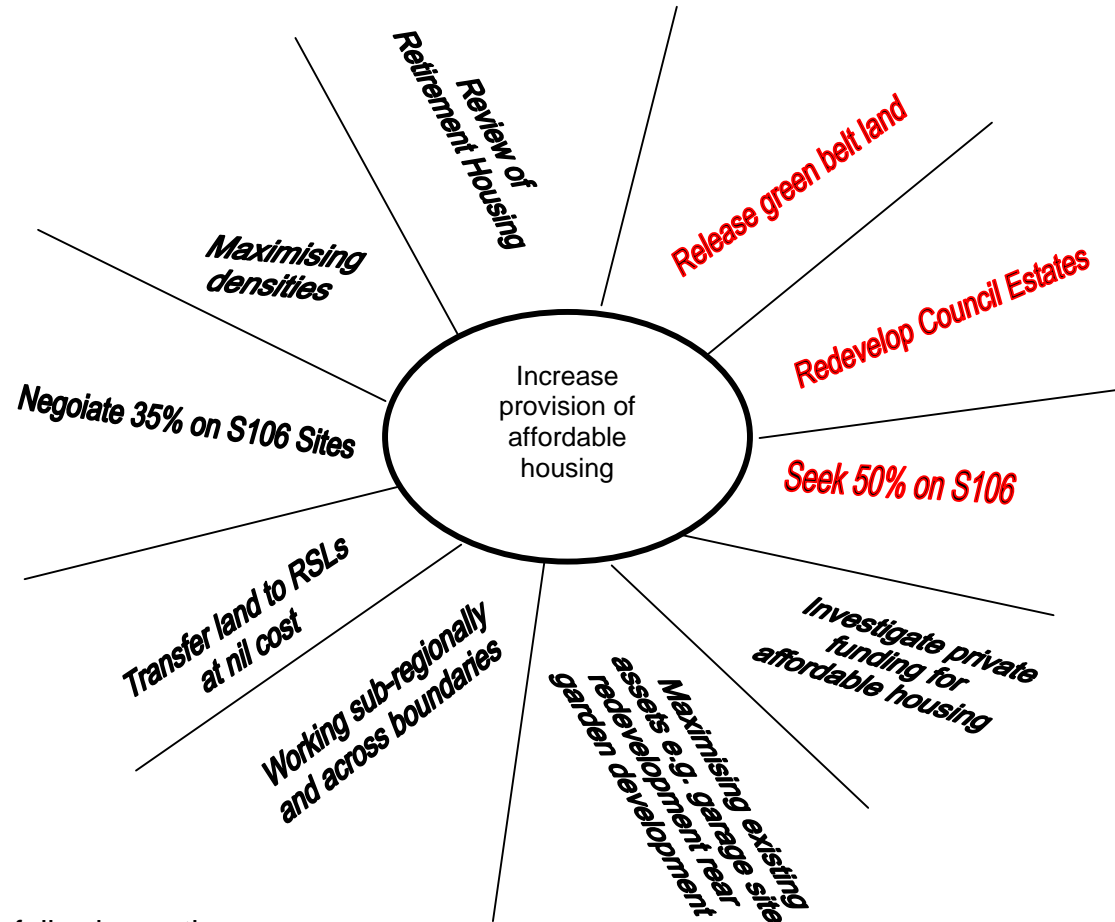 Increase
provision of
affordable
housing
Review of
Retirement Housing
Release green belt land
Redevelop Council Estates
Seek 50% on S106
Investigate private
funding for
affordable housing
Maximising existing
assets e.g. garage site
redevelopment rear
garden development
Working sub-regionally
and across boundaries
Transfer land to RSLs
at nil cost
Negoiate 35% on S106 Sites
Maximising
densities